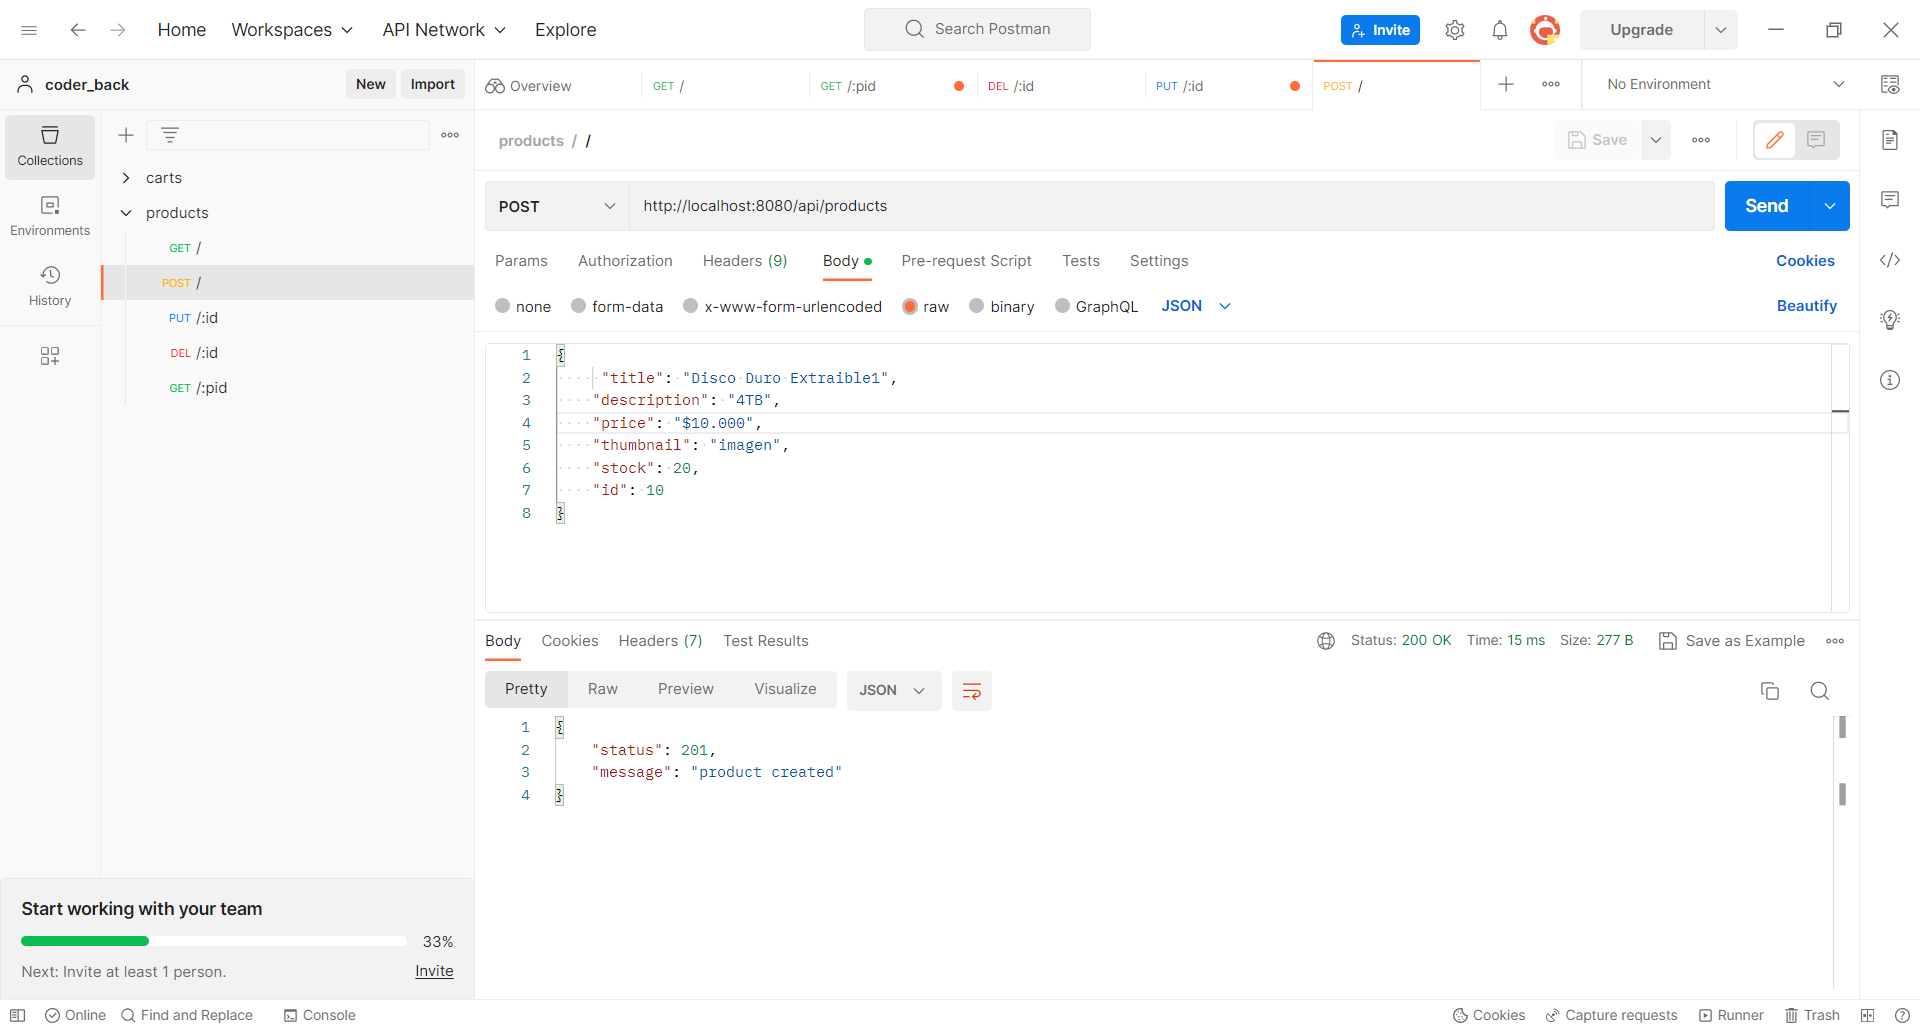 Home Workspaces API Network Explore Search Postman Invite Upgrade
coder_back New Import Overview GET / GET /:pid DEL /:id PUT /:id POST / No Environment
Collections
Environments
History
carts
products
GET /
POST /
PUT /:id
DEL /:id
GET /:pid
products / / Save
POST http://localhost:8080/api/products Send
Params Authorization Headers (9) Body Pre-request Script Tests Settings Cookies
none form-data x-www-form-urlencoded raw binary GraphQL JSON Beautify
1 {
2 "title": "Disco Duro Extraible1",
3 "description": "4TB",
4 "price": "$10.000",
5 "thumbnail": "imagen",
6 "stock": 20,
7 "id": 10
8 }
Body Cookies Headers (7) Test Results Status: 200 OK Time: 15 ms Size: 277 B Save as Example
Pretty Raw Preview Visualize JSON
1 {
2 "status": 201,
3 "message": "product created"
4 }
Start working with your team
33%
Next: Invite at least 1 person. Invite
Online Find and Replace Console Cookies Capture requests Runner Trash